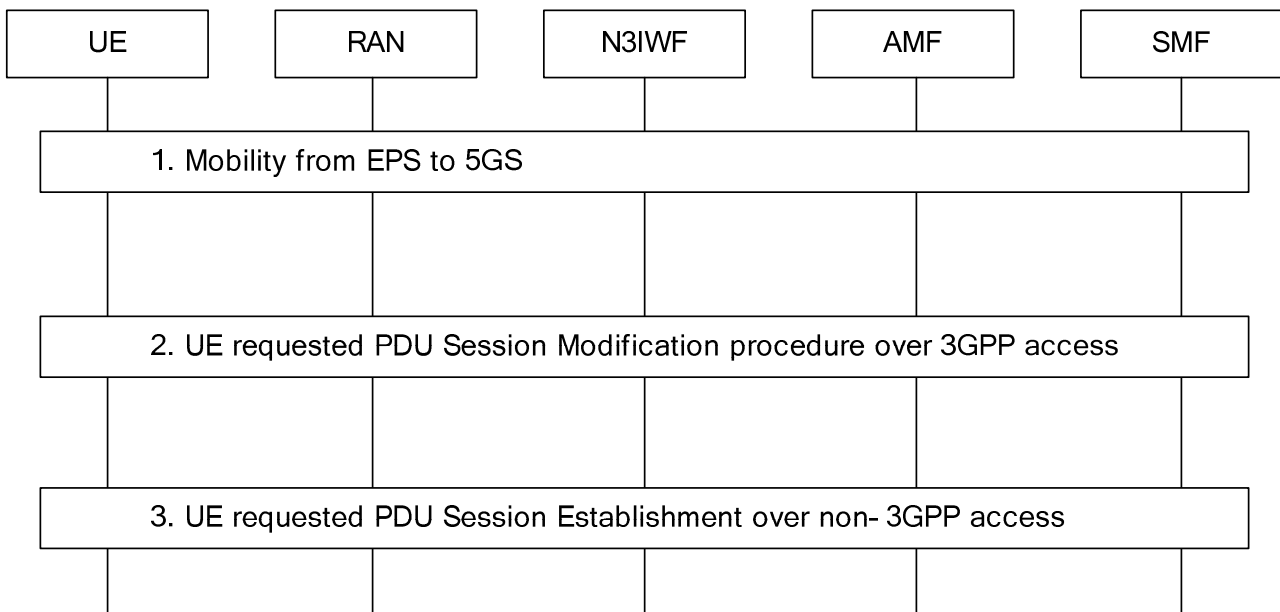 UE
RAN
N3IWF
AMF
SMF
1. Mobility from EPS to 5GS
2. UE requested PDU Session Modification procedure over 3GPP access
3. UE requested PDU Session Establishment over non- 3GPP access